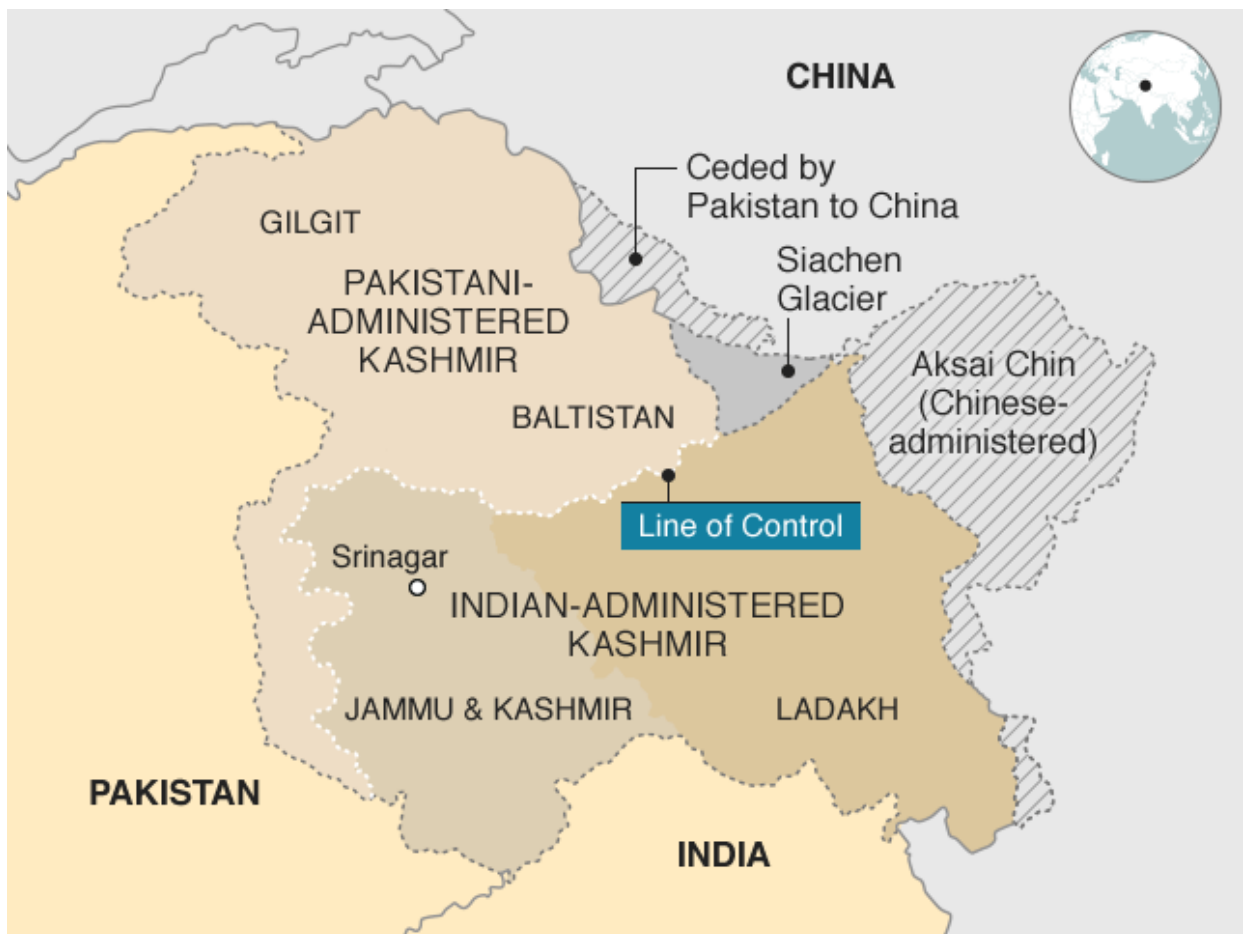 CHINA
Ceded by
Pakistan to China
GILGIT
Siachen
Glacier
PAKISTANI-
ADMINISTERED
KASHMIR
Aksai Chin
(Chinese-
administered)
BALTISTAN
Line of Control
Srinagar
INDIAN-ADMINISTERED
KASHMIR
JAMMU & KASHMIR
LADAKH
PAKISTAN
INDIA